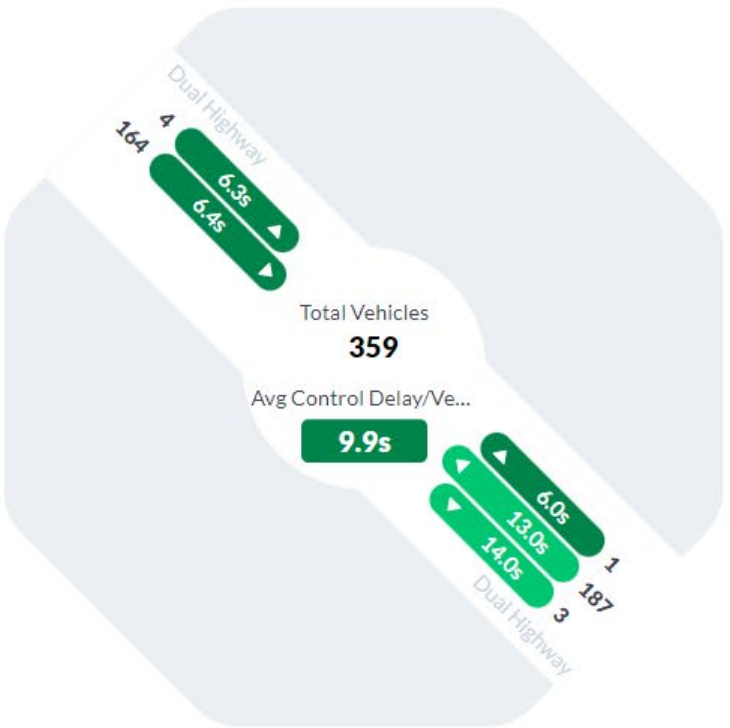 Dual Highway
4
6.3s
164
6.4s
Total Vehicles
359
Avg Control Delay/Ve...
9.9s
6.0s
1
13.0s
187
14.0s
3
Dual Highway